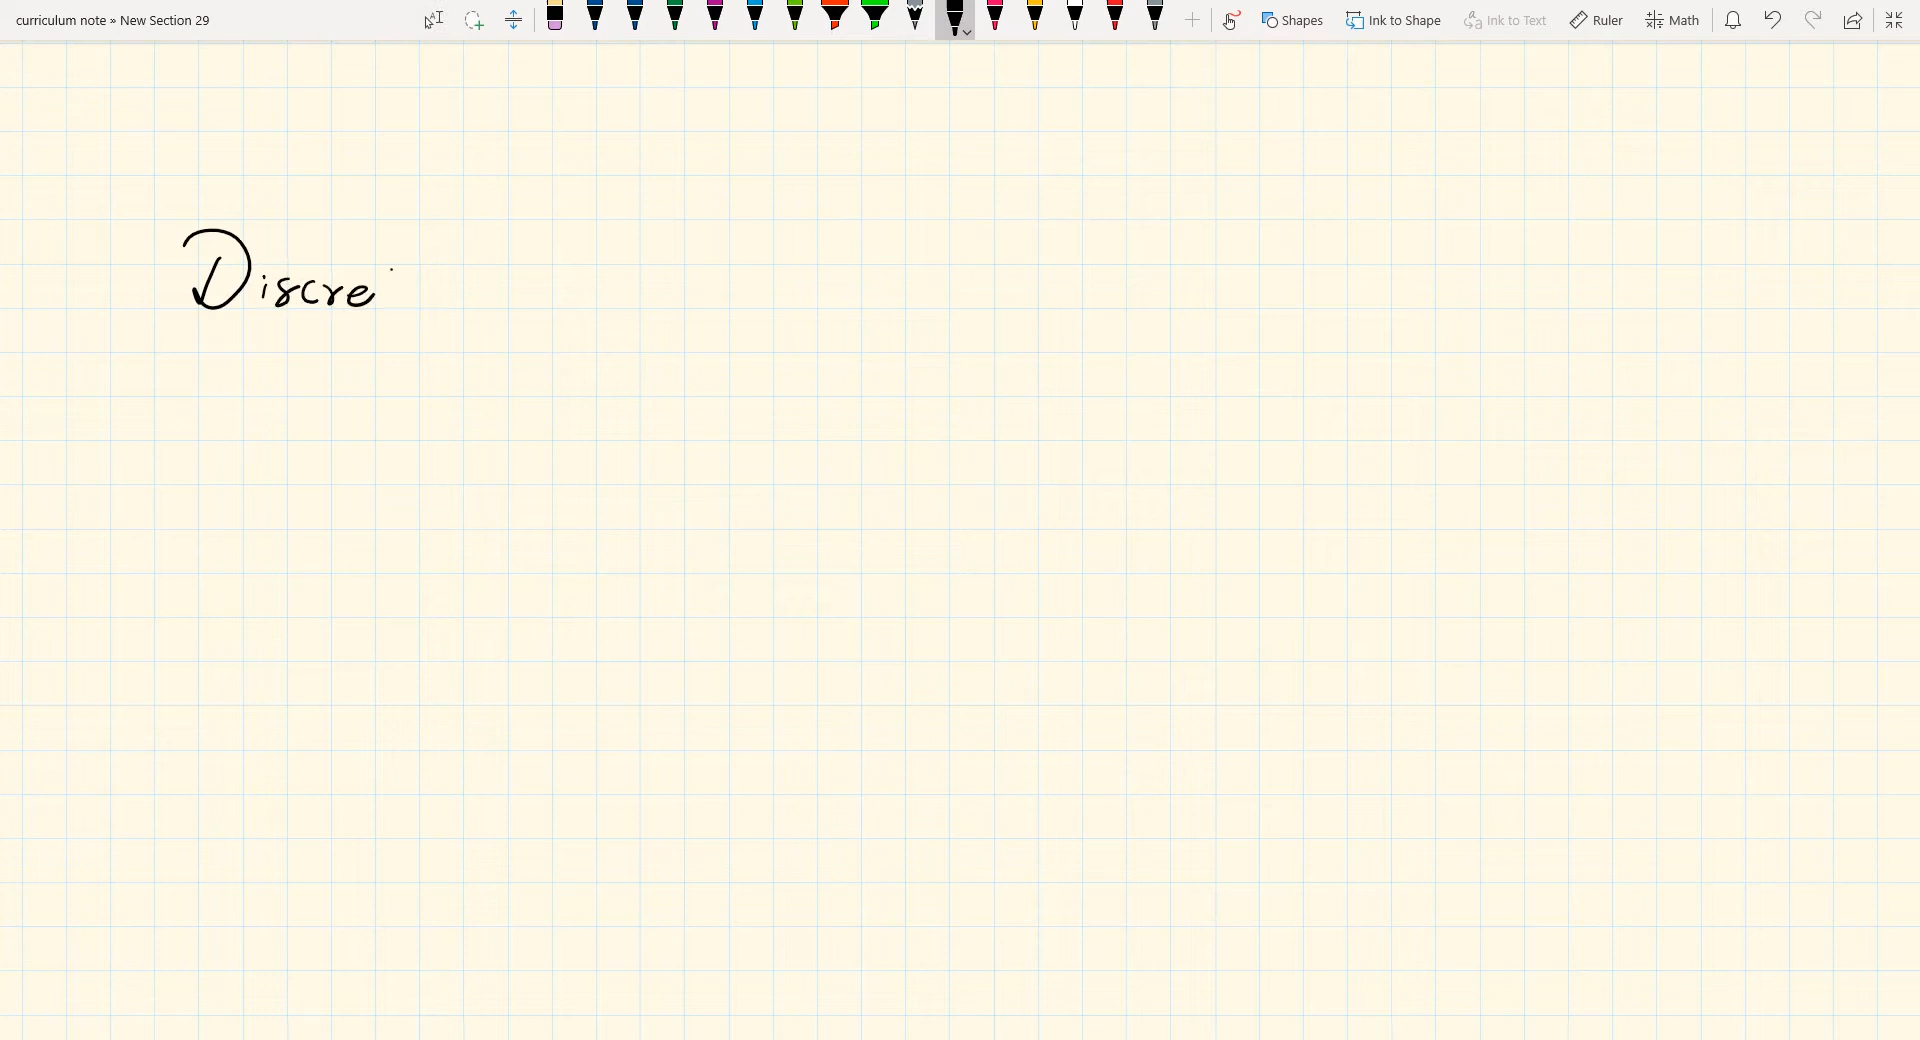 curriculum note » New Section 29
Shapes Ink to Shape Ink to Text Ruler Math
Discre